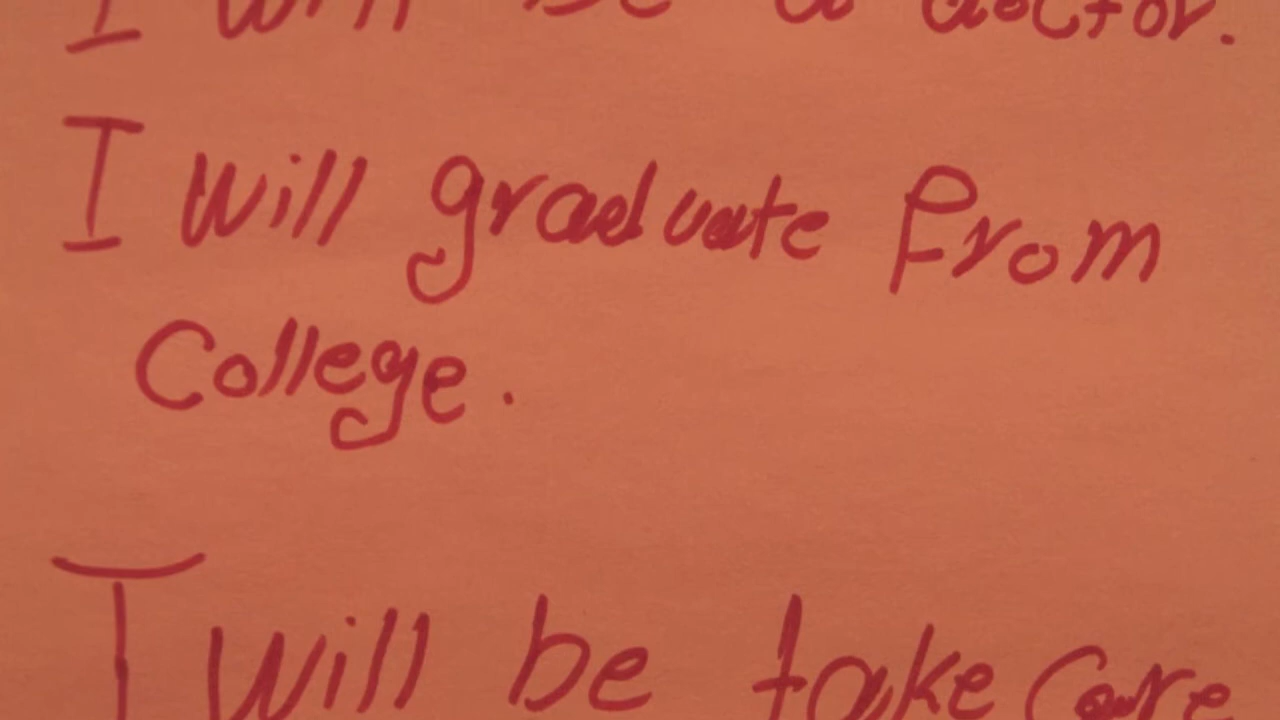 I will be a doctor.
I will graduate from
College.
I will be take care